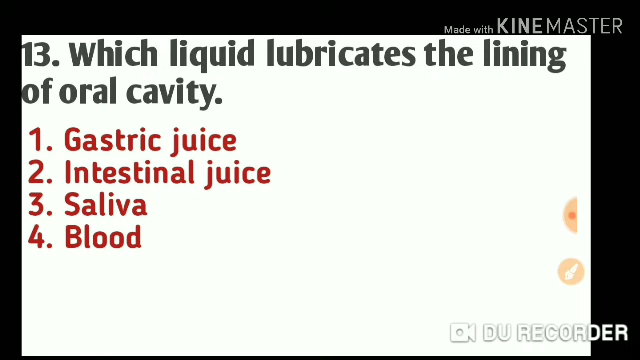 Made with KINEMASTER
13. Which liquid lubricates the lining
of oral cavity.
1. Gastric juice
2. Intestinal juice
3. Saliva
4. Blood
DU RECORDER